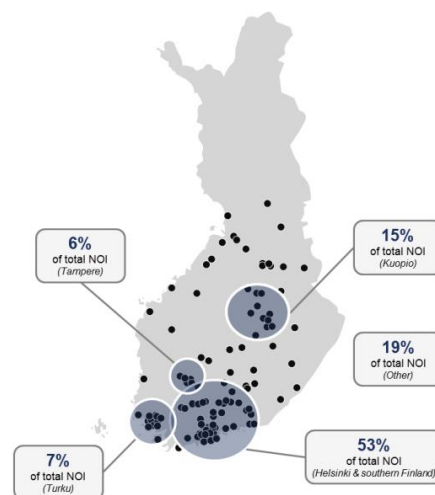 6%
of total NOI
(Tampere)
15%
of total NOI
(Kuopio)
19%
of total NOI
(Other)
7%
of total NOI
(Turku)
53%
of total NOI
(Helsinki & southern Finland)